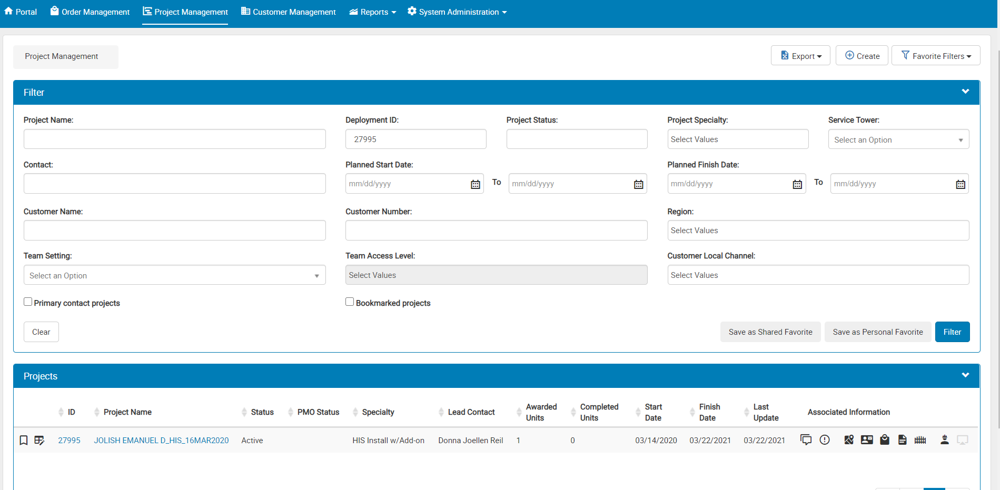 Portal Order Management Project Management Customer Management Reports System Administration
Project Management
Export Create Favorite Filters
Filter
Project Name: Deployment ID: Project Status: Project Specialty: Service Tower:
27995 Select Values Select an Option
Contact: Planned Start Date: Planned Finish Date:
mm/dd/yyyy To mm/dd/yyyy mm/dd/yyyy To mm/dd/yyyy
Customer Name: Customer Number: Region:
Select Values
Team Setting: Team Access Level: Customer Local Channel:
Select an Option Select Values Select Values
Primary contact projects Bookmarked projects
Clear Save as Shared Favorite Save as Personal Favorite Filter
Projects
ID Project Name Status PMO Status Specialty Lead Contact Awarded Units Completed Units Start Date Finish Date Last Update Associated Information
27995 JOLISH EMANUEL D_HIS_16MAR2020 Active HIS Install w/Add-on Donna Joellen Reil 1 0 03/14/2020 03/22/2021 03/22/2021